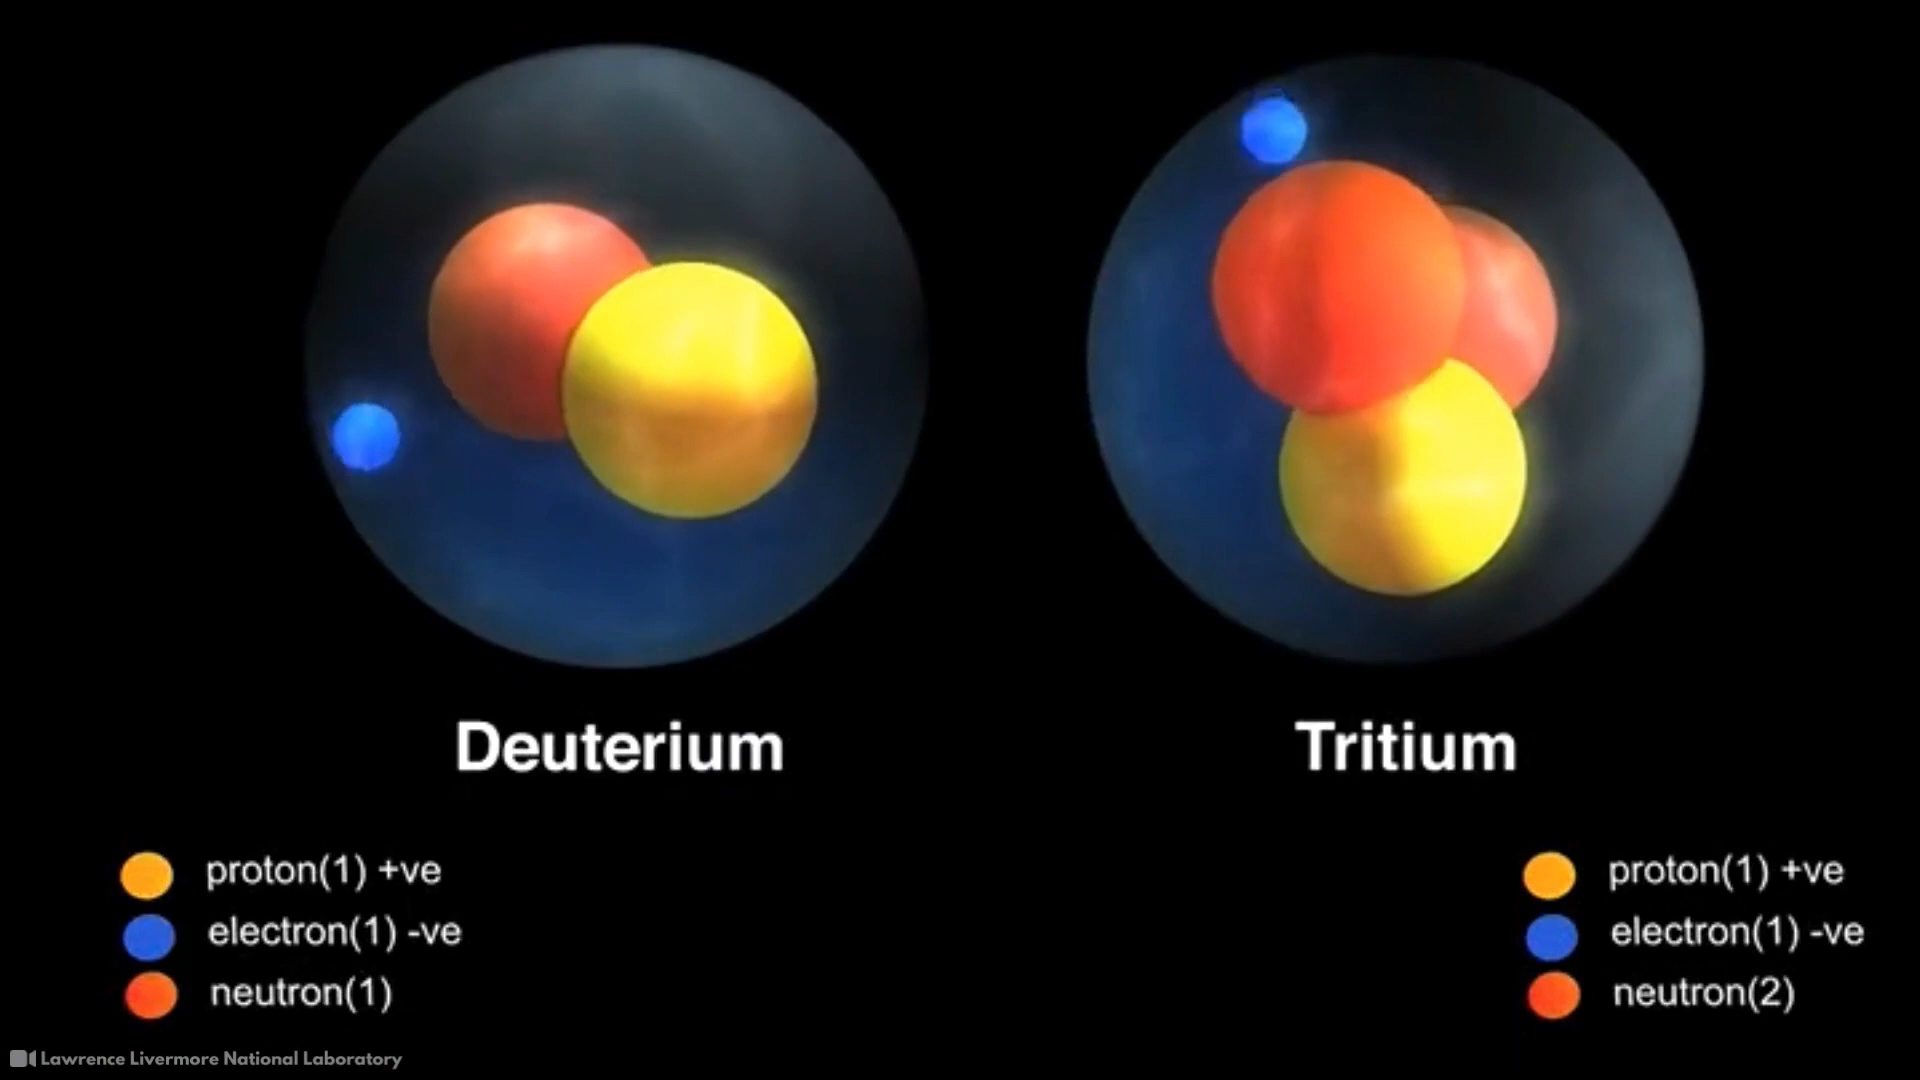 Deuterium
Tritium
proton(1) +ve
electron(1) -ve
neutron(1)
proton(1) +ve
electron(1) -ve
neutron(2)
Lawrence Livermore National Laboratory